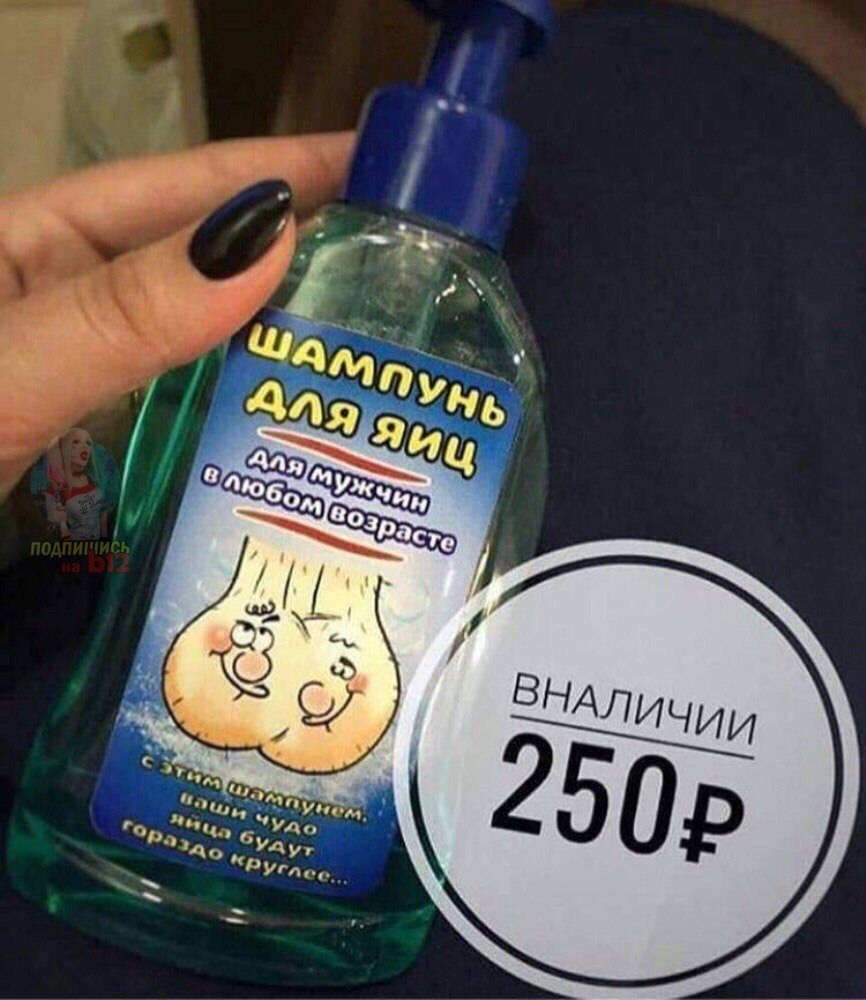 ШАМПУНЬ
ДЛЯ ЯИЦ
ДЛЯ МУЖЧИН
В ЛЮБОМ ВОЗРАСТЕ
С ЭТИМ ШАМПУНЕМ,
ВАШИ ЧУДО
ЯЙЦА БУДУТ
ГОРАЗДО КРУГЛЕЕ...
ПОДПИШИСЬ
на b12
ВНАЛИЧИИ
250₽